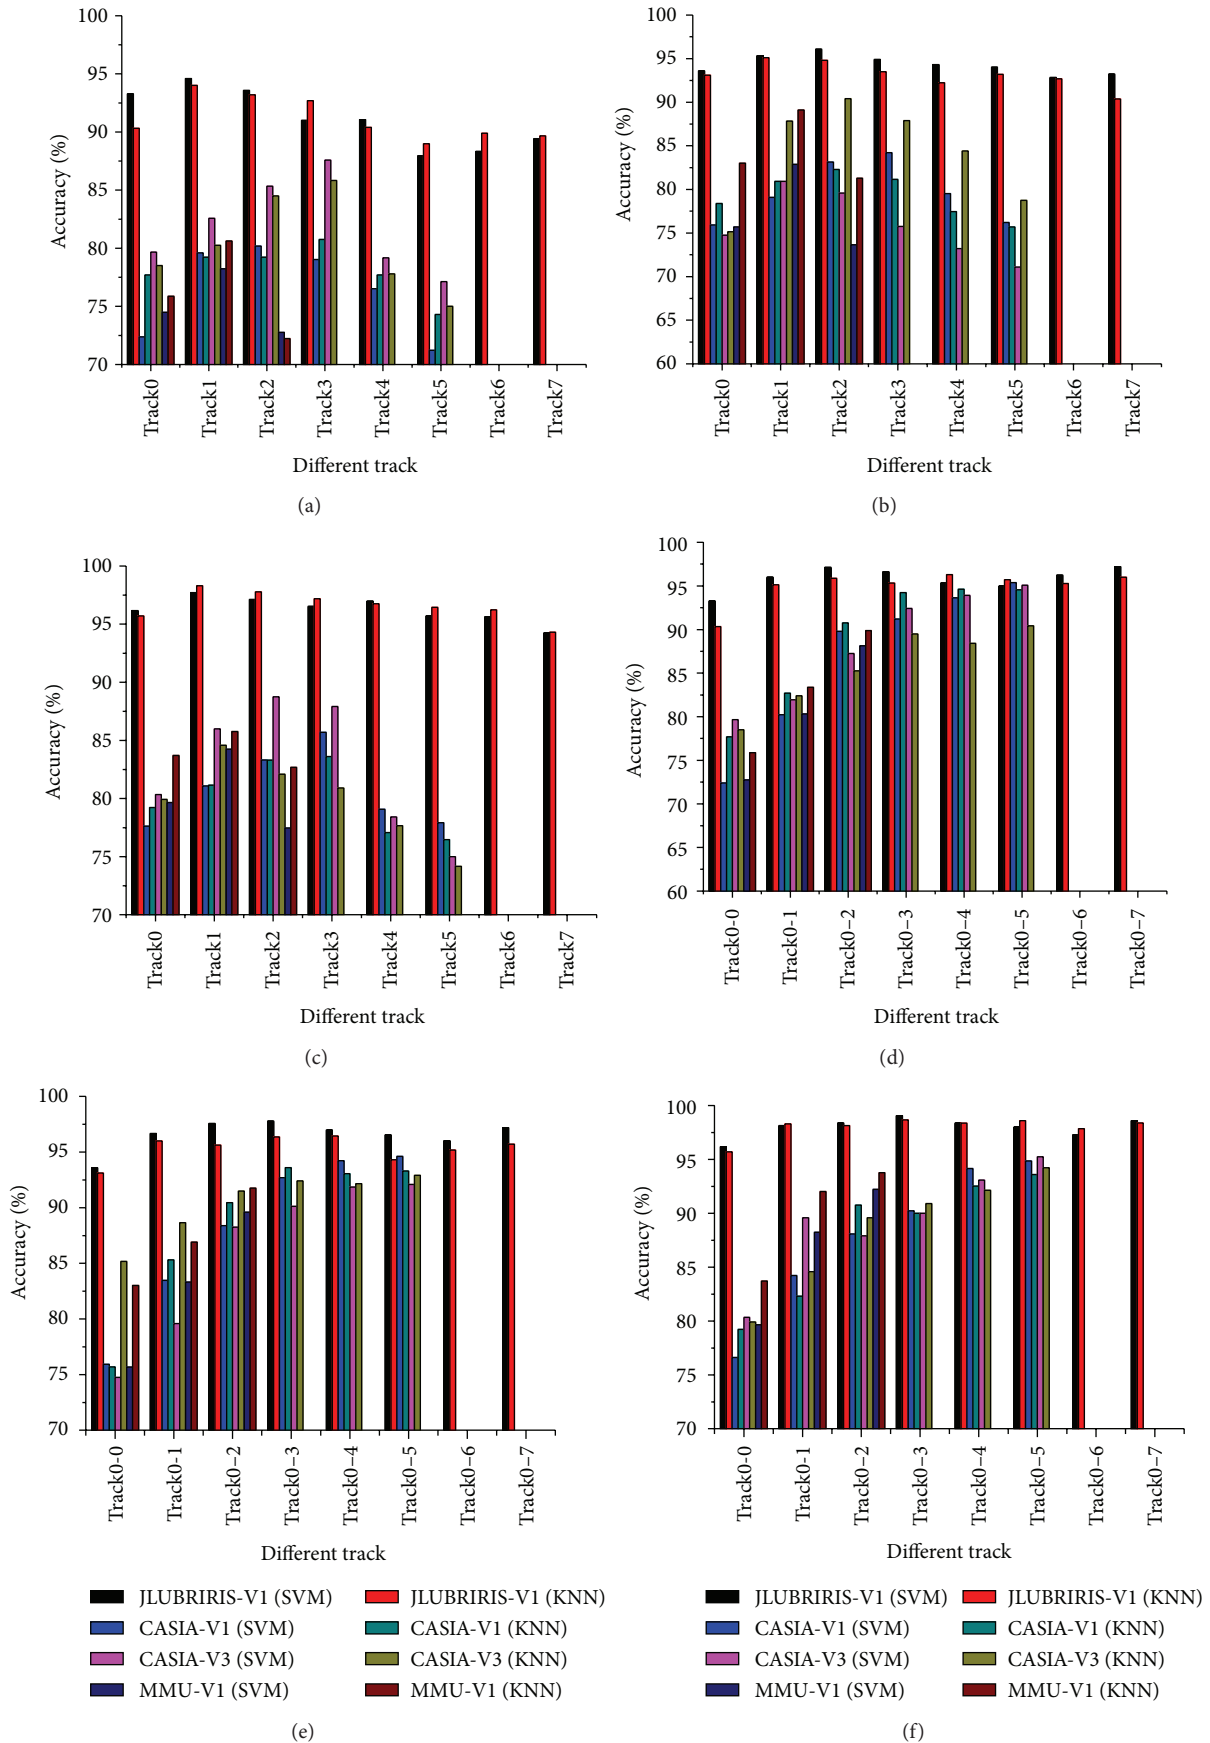 100
95
90
85
80
75
70
Accuracy (%)
Track0
Track1
Track2
Track3
Track4
Track5
Track6
Track7
Different track
(a)
100
95
90
85
80
75
70
65
60
Accuracy (%)
Track0
Track1
Track2
Track3
Track4
Track5
Track6
Track7
Different track
(b)
100
95
90
85
80
75
70
Accuracy (%)
Track0
Track1
Track2
Track3
Track4
Track5
Track6
Track7
Different track
(c)
100
95
90
85
80
75
70
65
60
Accuracy (%)
Track0-0
Track0-1
Track0–2
Track0–3
Track0–4
Track0–5
Track0–6
Track0–7
Different track
(d)
100
95
90
85
80
75
70
Accuracy (%)
Track0-0
Track0-1
Track0–2
Track0–3
Track0–4
Track0–5
Track0–6
Track0–7
Different track
JLUBRIRIS-V1 (SVM)
JLUBRIRIS-V1 (KNN)
CASIA-V1 (SVM)
CASIA-V1 (KNN)
CASIA-V3 (SVM)
CASIA-V3 (KNN)
MMU-V1 (SVM)
MMU-V1 (KNN)
(e)
100
95
90
85
80
75
70
Accuracy (%)
Track0-0
Track0-1
Track0–2
Track0–3
Track0–4
Track0–5
Track0–6
Track0–7
Different track
JLUBRIRIS-V1 (SVM)
JLUBRIRIS-V1 (KNN)
CASIA-V1 (SVM)
CASIA-V1 (KNN)
CASIA-V3 (SVM)
CASIA-V3 (KNN)
MMU-V1 (SVM)
MMU-V1 (KNN)
(f)